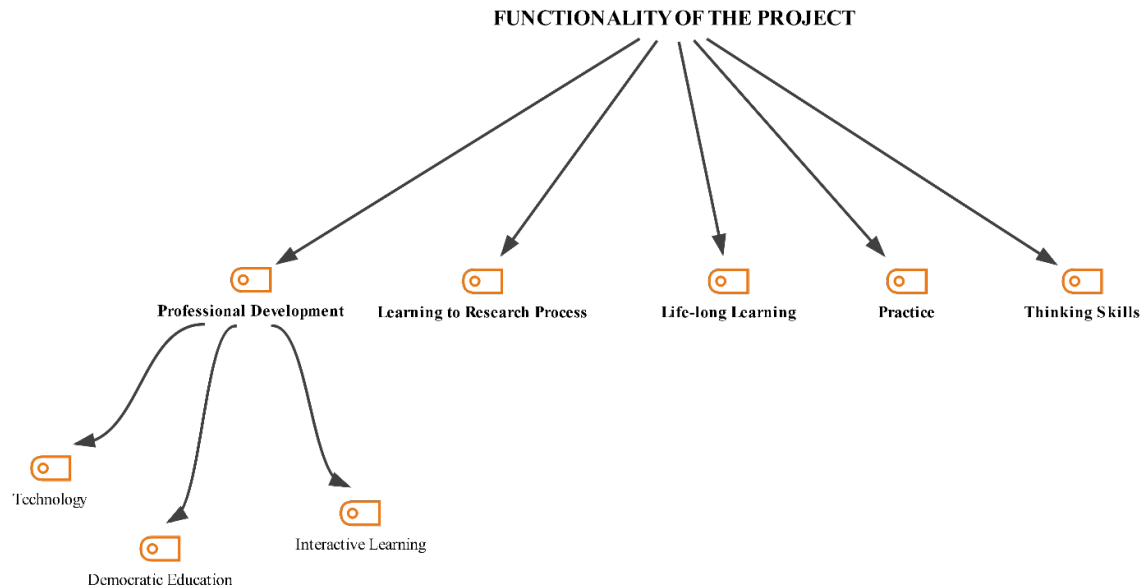 FUNCTIONALITY OF THE PROJECT
Professional Development
Learning to Research Process
Life-long Learning
Practice
Thinking Skills
Technology
Interactive Learning
Democratic Education